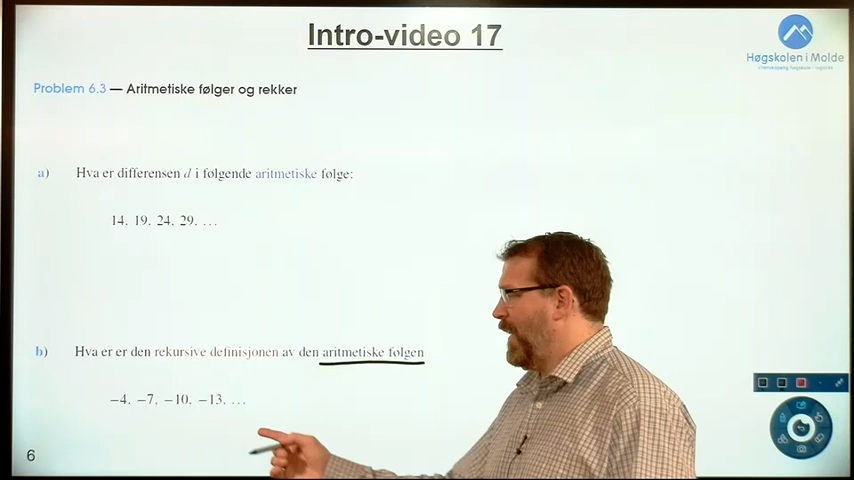 Intro-video 17
Høgskolen i Molde
Problem 6.3 — Aritmetiske følger og rekker
a) Hva er differensen d i følgende aritmetiske følge:
14, 19, 24, 29, ...
b) Hva er er den rekursive definisjonen av den aritmetiske følgen
−4, −7, −10, −13, ...
6